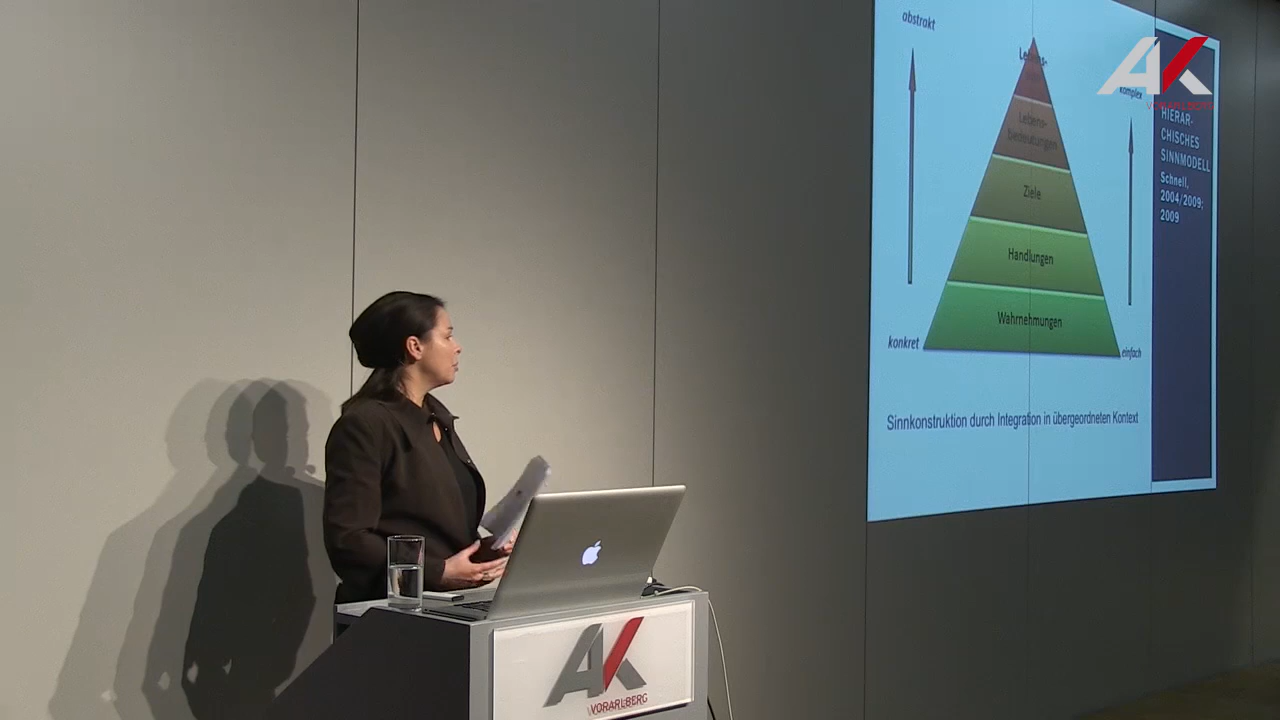 abstrakt
Lebens-
komplex
Lebens-
bedeutungen
Ziele
Handlungen
Wahrnehmungen
konkret
einfach
Sinnkonstruktion durch Integration in übergeordneten Kontext
HIERAR-
CHISCHES
SINNMODELL
Schnell,
2004/2009;
2009
AK
VORARLBERG
AK
VORARLBERG